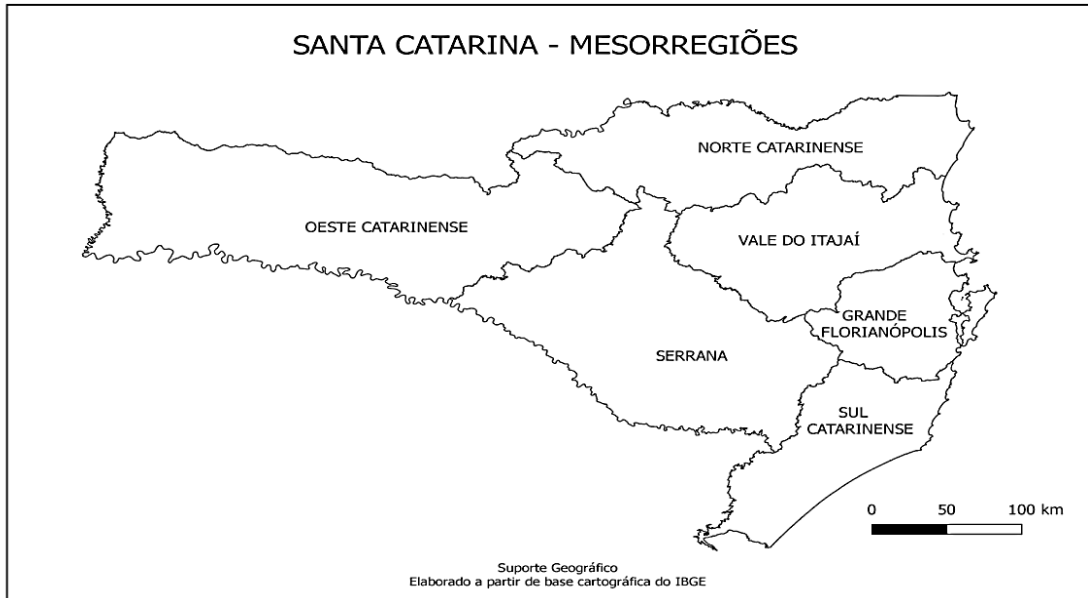 SANTA CATARINA - MESORREGIÕES
NORTE CATARINENSE
OESTE CATARINENSE
VALE DO ITAJAÍ
GRANDE
FLORIANÓPOLIS
SERRANA
SUL
CATARINENSE
0 50 100 km
Suporte Geográfico
Elaborado a partir de base cartográfica do IBGE